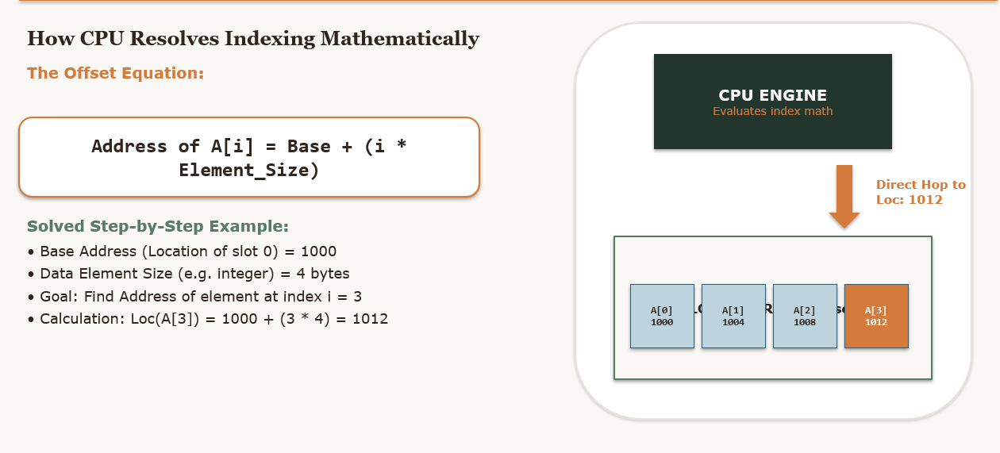 How CPU Resolves Indexing Mathematically
The Offset Equation:
Address of A[i] = Base + (i *
Element_Size)
Solved Step-by-Step Example:
• Base Address (Location of slot 0) = 1000
• Data Element Size (e.g. integer) = 4 bytes
• Goal: Find Address of element at index i = 3
• Calculation: Loc(A[3]) = 1000 + (3 * 4) = 1012
CPU ENGINE
Evaluates index math
Direct Hop to
Loc: 1012
A[0]
1000
A[1]
1004
A[2]
1008
A[3]
1012